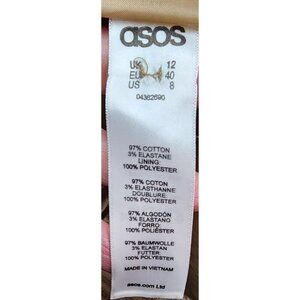 asos
UK 12
EU 40
US 8
04362690
97% COTTON
3% ELASTANE
LINING:
100% POLYESTER
97% COTON
3% ELASTHANNE
DOUBLURE:
100% POLYESTER
97% ALGODÓN
3% ELASTANO
FORRO:
100% POLIÉSTER
97% BAUMWOLLE
3% ELASTAN
FUTTER:
100% POLYESTER
MADE IN VIETNAM
asos.com Ltd